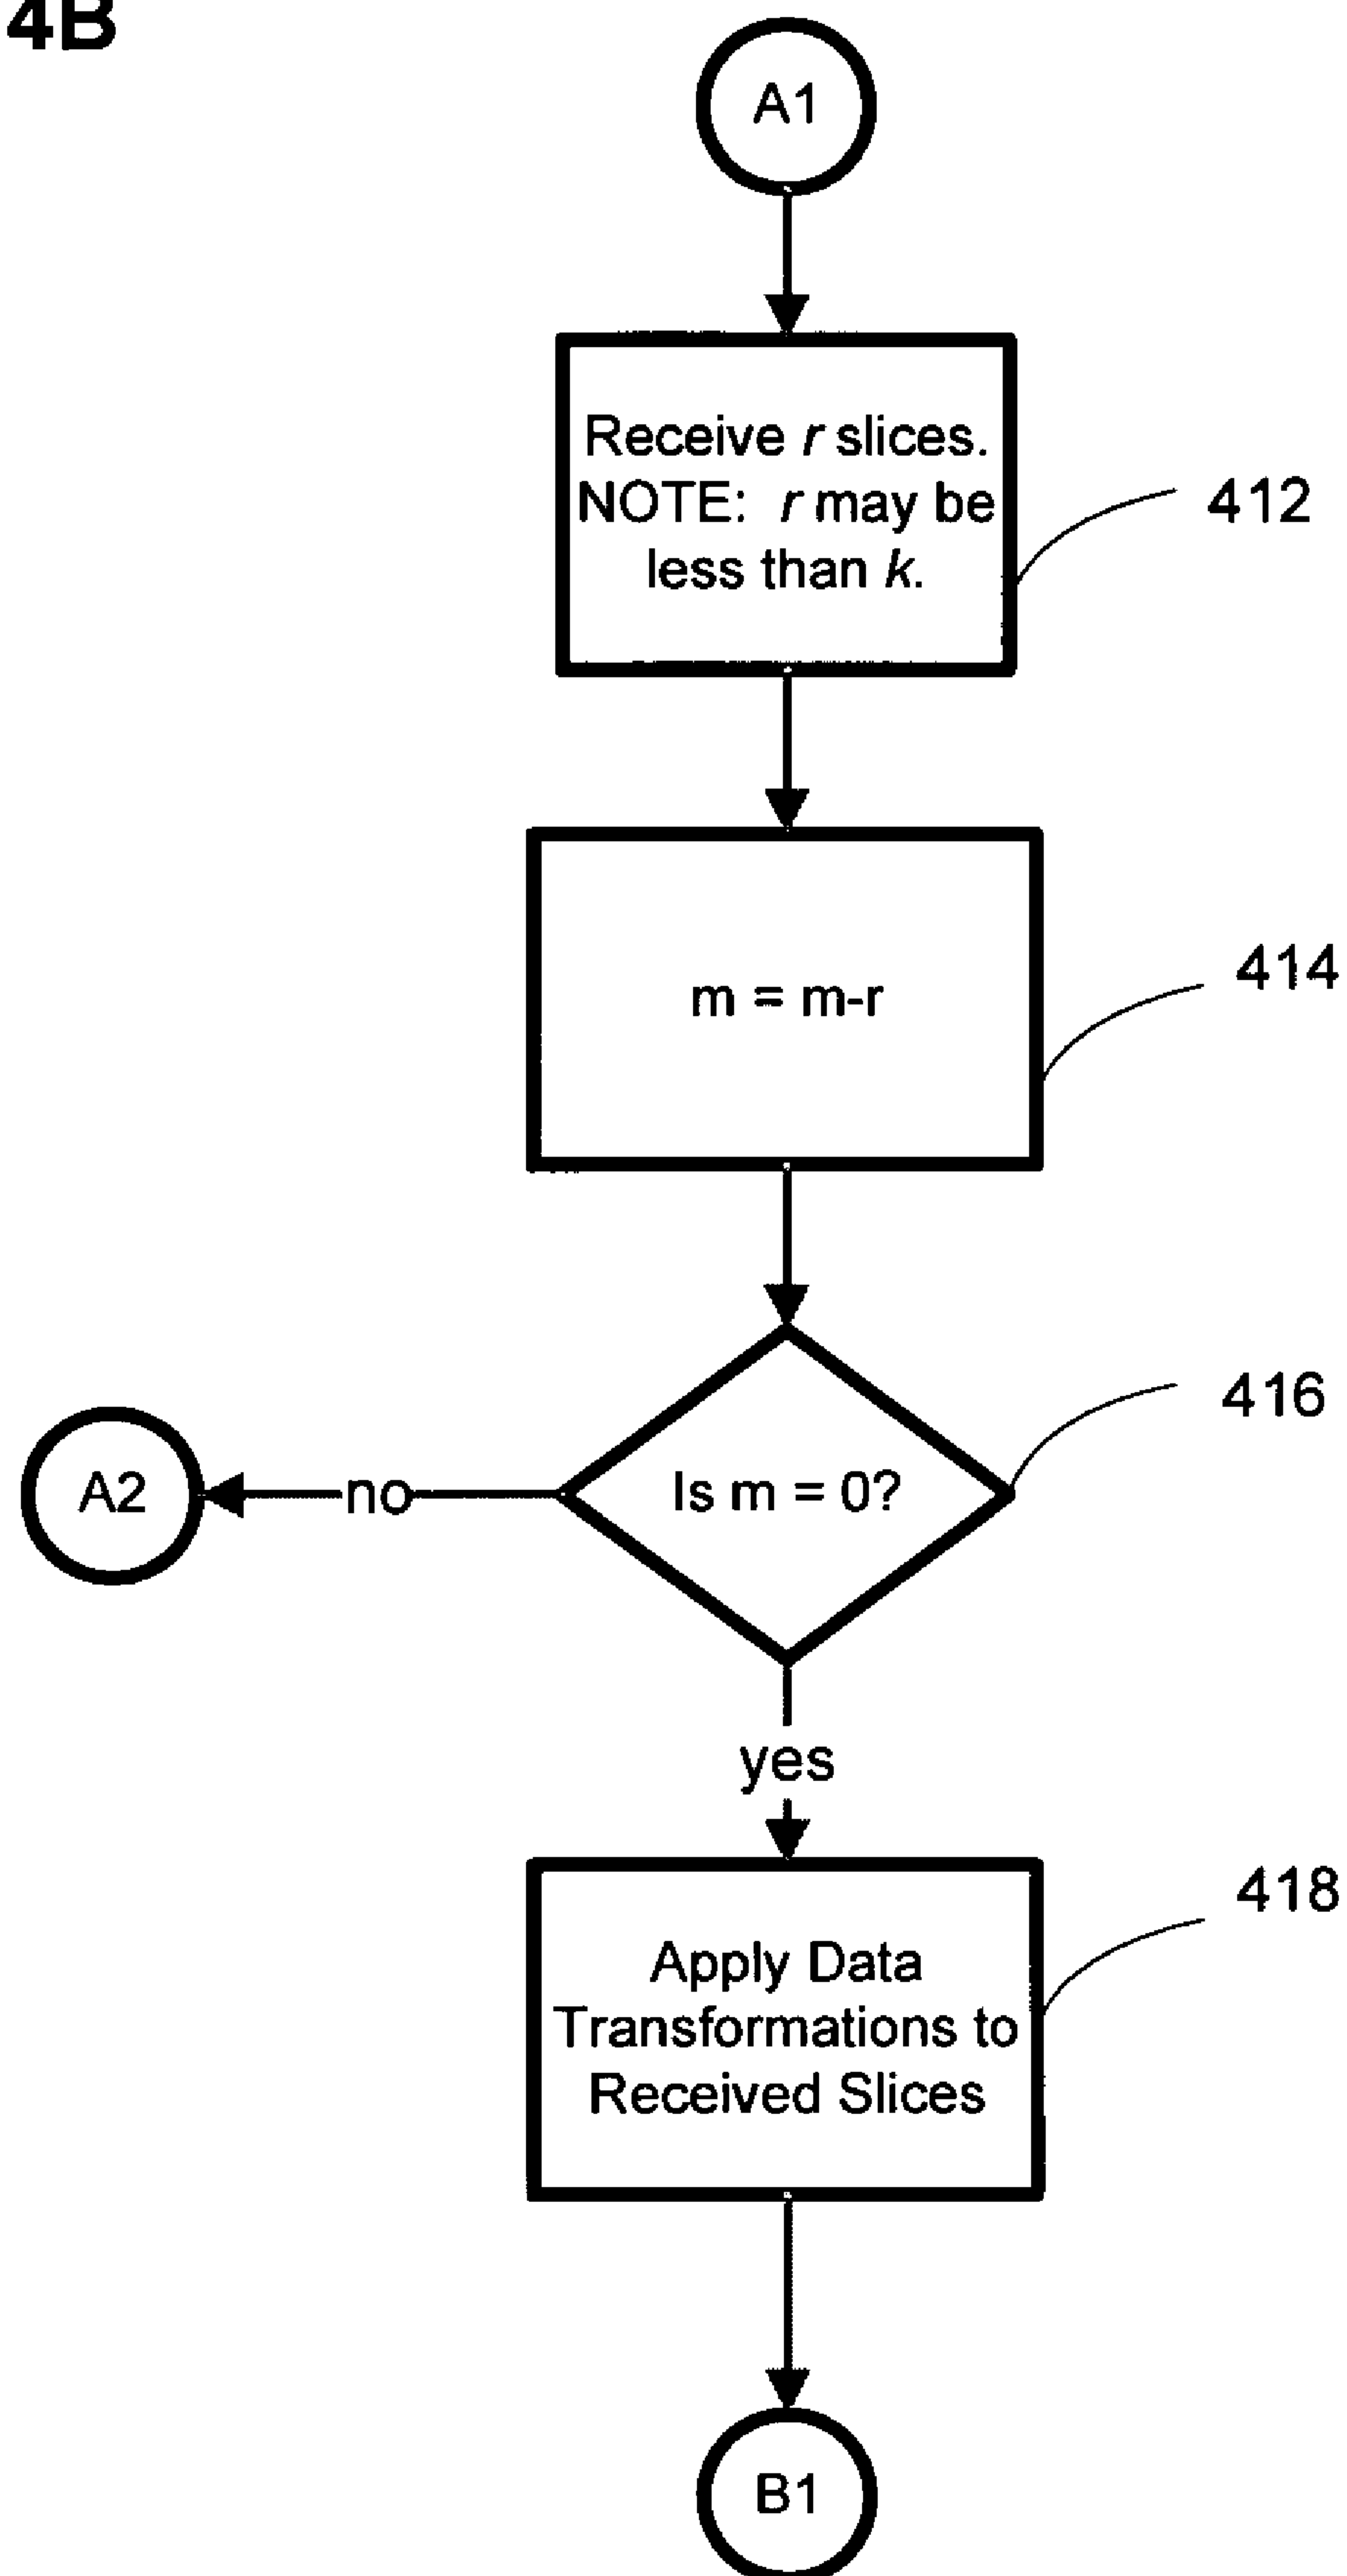 4B
A1
Receive r slices.
NOTE: r may be
less than k.
412
m = m-r
414
Is m = 0?
416
no
A2
yes
Apply Data
Transformations to
Received Slices
418
B1